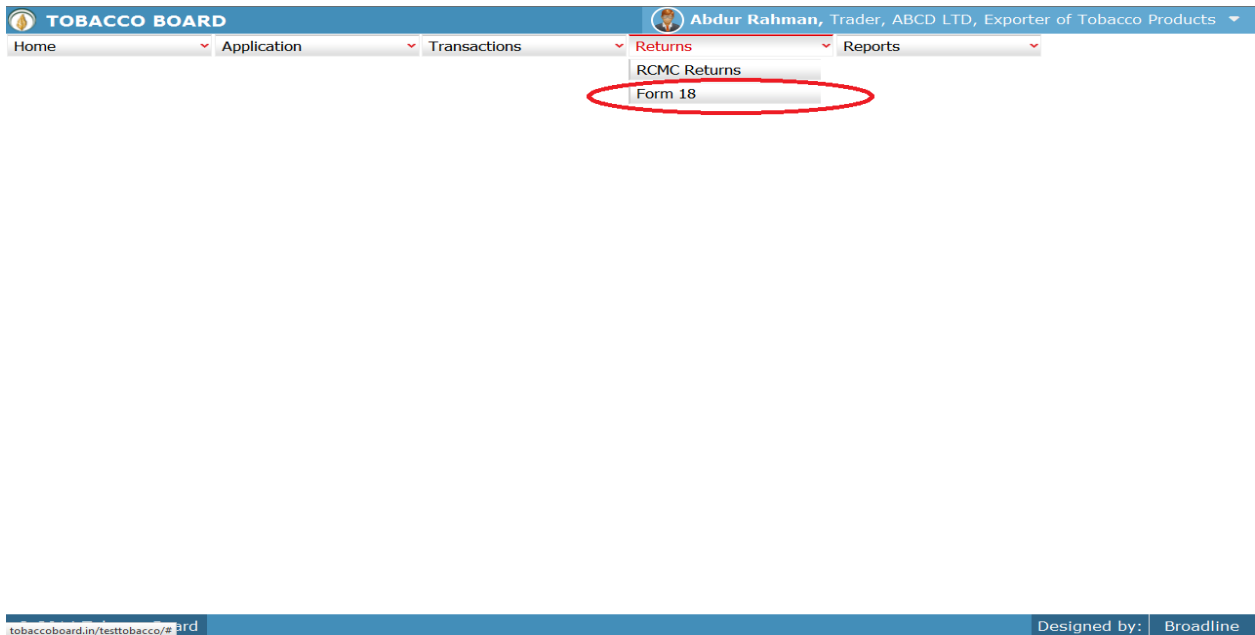 TOBACCO BOARD Abdur Rahman, Trader, ABCD LTD, Exporter of Tobacco Products
Home Application Transactions Returns Reports
RCMC Returns
Form 18
ard Designed by: Broadline
tobaccoboard.in/testtobacco/#